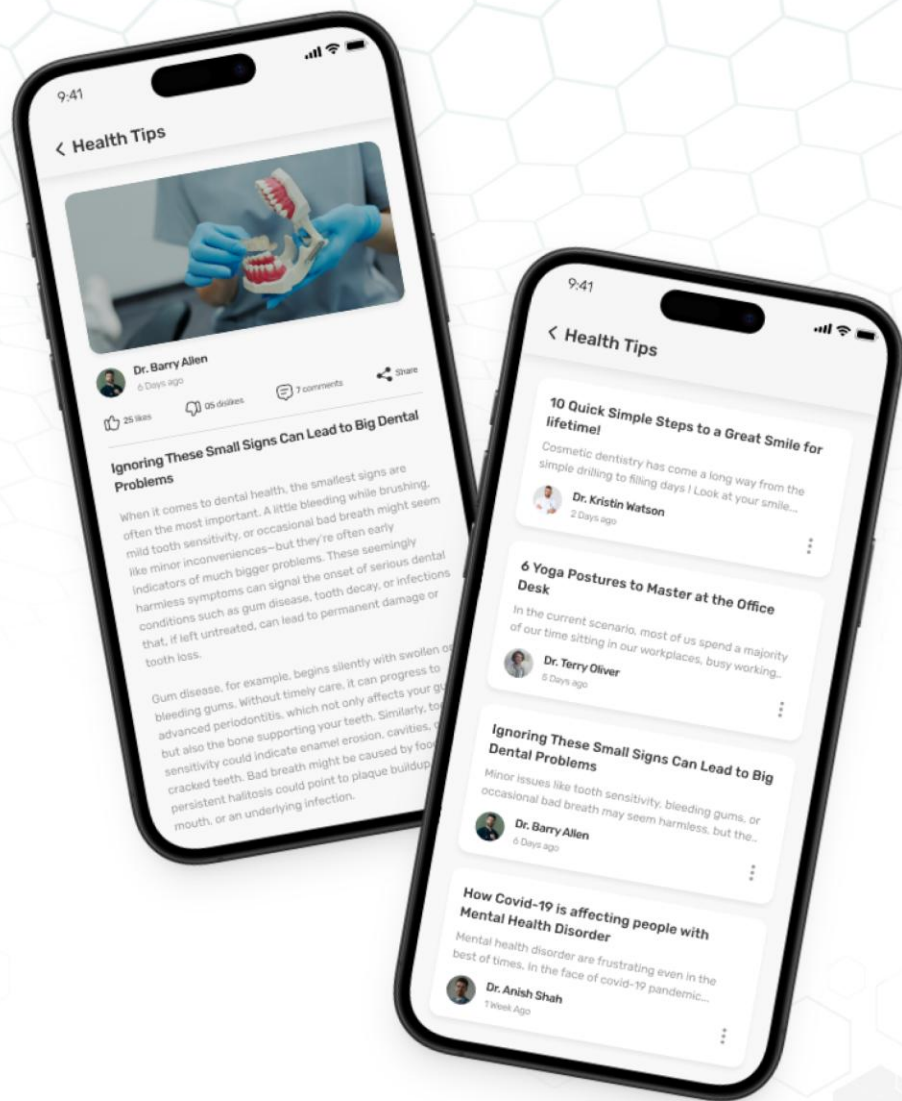 9:41
Health Tips
Dr. Barry Allen
6 Days ago
25 likes
05 dislikes
7 comments
Share
Ignoring These Small Signs Can Lead to Big Dental
Problems
When it comes to dental health, the smallest signs are
often the most important. A little bleeding while brushing,
mild tooth sensitivity, or occasional bad breath might seem
like minor inconveniences—but they're often early
indicators of much bigger problems. These seemingly
harmless symptoms can signal the onset of serious dental
conditions such as gum disease, tooth decay, or infections
that, if left untreated, can lead to permanent damage or
tooth loss.
Gum disease, for example, begins silently with swollen or
bleeding gums. Without timely care, it can progress to
advanced periodontitis, which not only affects your
but also the bone supporting your teeth. Similarly,
sensitivity could indicate enamel erosion, cavities,
cracked teeth. Bad breath might be caused by
persistent halitosis could point to plaque buildup,
mouth, or an underlying infection.
9:41
Health Tips
10 Quick Simple Steps to a Great Smile for
lifetime!
Cosmetic dentistry has come a long way from the
simple drilling to filling days ! Look at your smile...
Dr. Kristin Watson
2 Days ago
6 Yoga Postures to Master at the Office
Desk
In the current scenario, most of us spend a majority
of our time sitting in our workplaces, busy working..
Dr. Terry Oliver
5 Days ago
Ignoring These Small Signs Can Lead to Big
Dental Problems
Minor issues like tooth sensitivity, bleeding gums, or
occasional bad breath may seem harmless, but the..
Dr. Barry Allen
6 Days ago
How Covid-19 is affecting people with
Mental Health Disorder
Mental health disorder are frustrating even in the
best of times, In the face of covid-19 pandemic...
Dr. Anish Shah
1 Week Ago